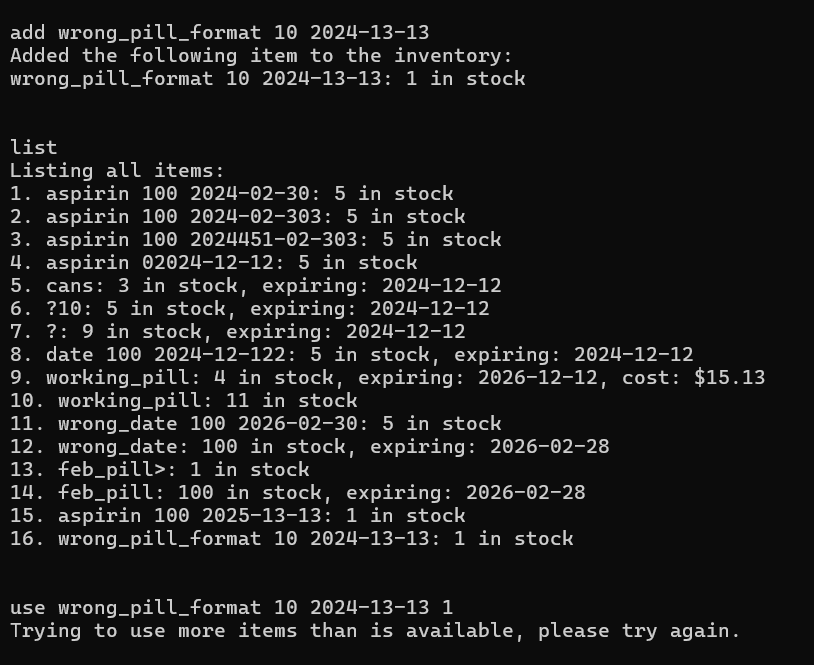 add wrong_pill_format 10 2024-13-13
Added the following item to the inventory:
wrong_pill_format 10 2024-13-13: 1 in stock
list
Listing all items:
1. aspirin 100 2024-02-30: 5 in stock
2. aspirin 100 2024-02-303: 5 in stock
3. aspirin 100 2024451-02-303: 5 in stock
4. aspirin 02024-12-12: 5 in stock
5. cans: 3 in stock, expiring: 2024-12-12
6. ?10: 5 in stock, expiring: 2024-12-12
7. ?: 9 in stock, expiring: 2024-12-12
8. date 100 2024-12-122: 5 in stock, expiring: 2024-12-12
9. working_pill: 4 in stock, expiring: 2026-12-12, cost: $15.13
10. working_pill: 11 in stock
11. wrong_date 100 2026-02-30: 5 in stock
12. wrong_date: 100 in stock, expiring: 2026-02-28
13. feb_pill>: 1 in stock
14. feb_pill: 100 in stock, expiring: 2026-02-28
15. aspirin 100 2025-13-13: 1 in stock
16. wrong_pill_format 10 2024-13-13: 1 in stock
use wrong_pill_format 10 2024-13-13 1
Trying to use more items than is available, please try again.